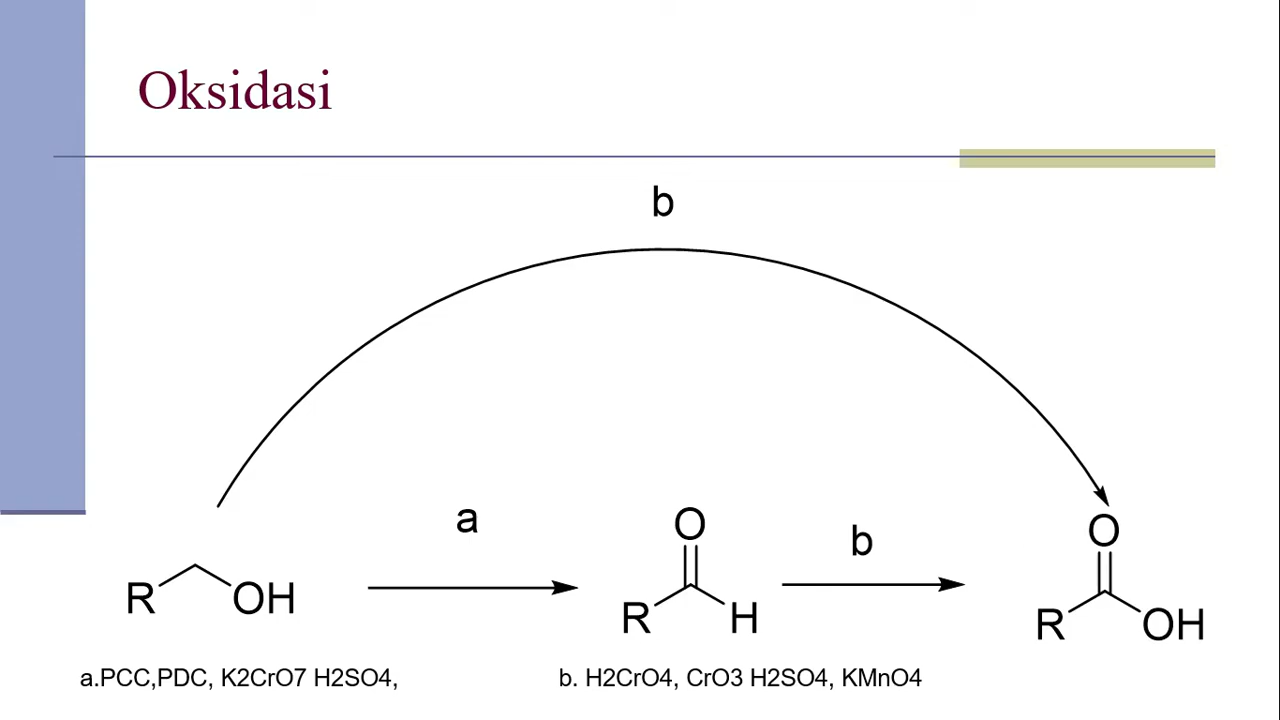 Oksidasi
b
a
b
R OH
O
R H
O
R OH
a.PCC,PDC, K2CrO7 H2SO4,
b. H2CrO4, CrO3 H2SO4, KMnO4